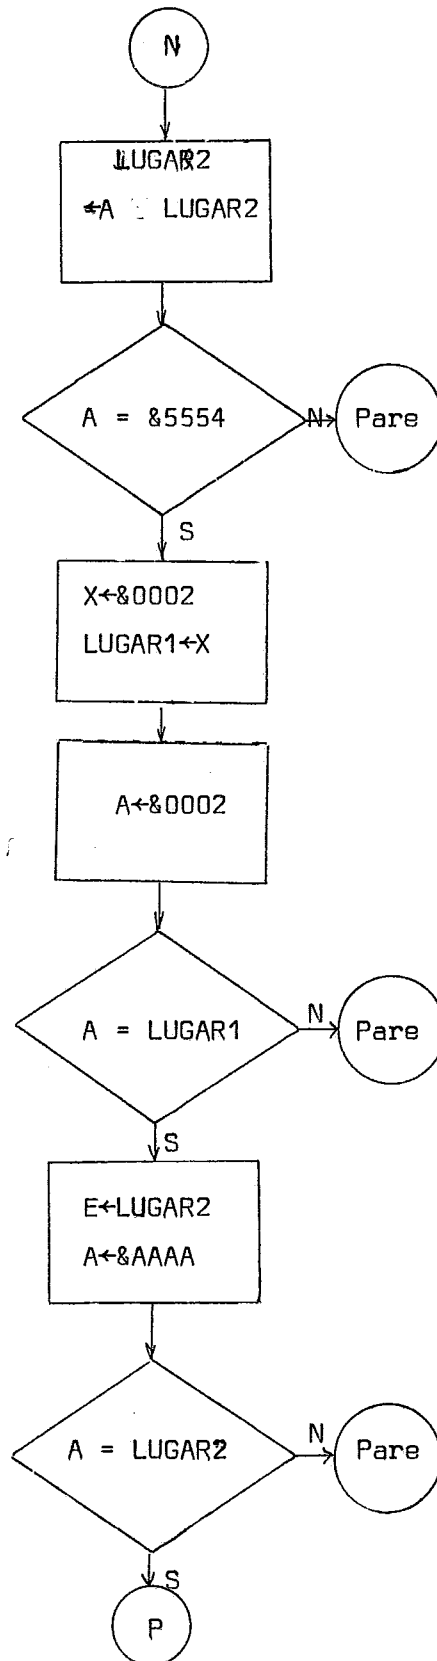 N
LUGAR2
←A LUGAR2
A = &5554
N
Pare
S
X←&0002
LUGAR1←X
A←&0002
A = LUGAR1
N
Pare
S
E←LUGAR2
A←&AAAA
A = LUGAR2
N
Pare
S
P